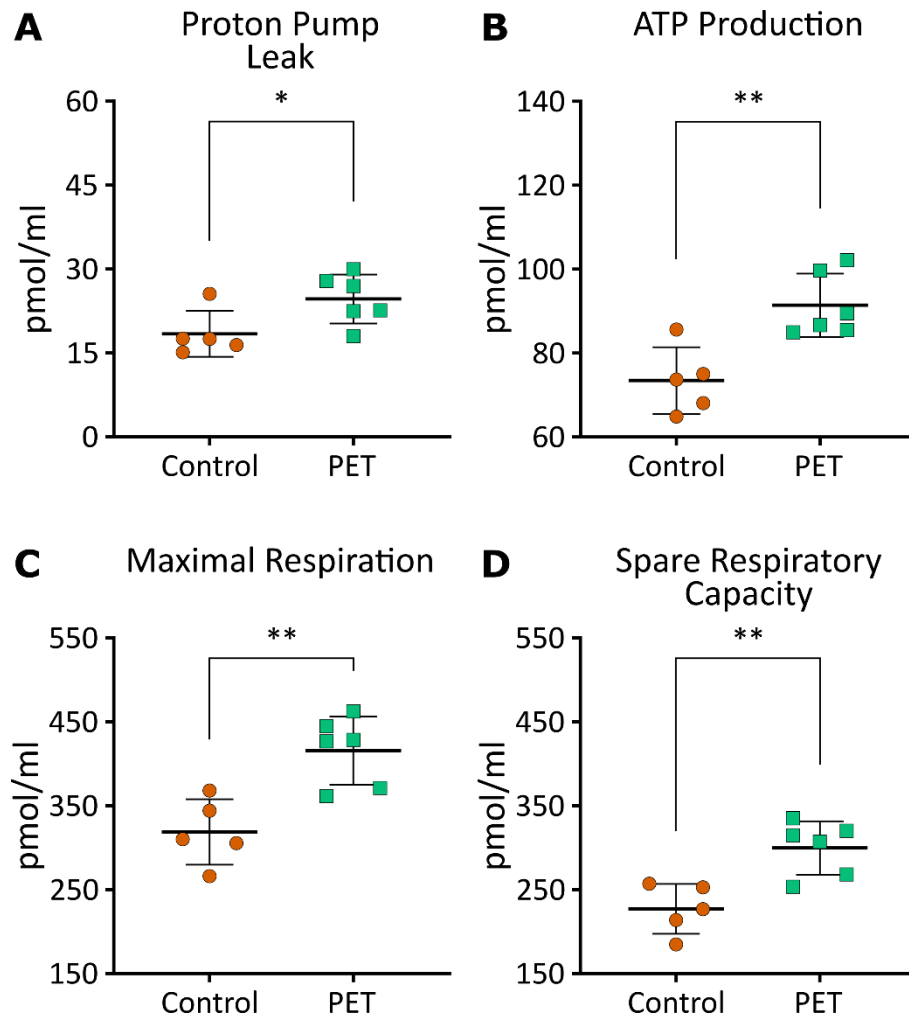 A
Proton Pump
Leak
*
60
45
30
15
0
pmol/ml
Control
PET
B
ATP Production
**
140
120
100
80
60
pmol/ml
Control
PET
C
Maximal Respiration
**
550
450
350
250
150
pmol/ml
Control
PET
D
Spare Respiratory
Capacity
**
550
450
350
250
150
pmol/ml
Control
PET